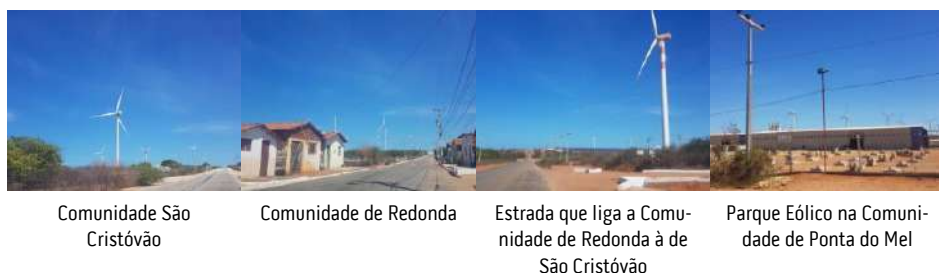 Comunidade São
Cristóvão
Comunidade de Redonda
Estrada que liga a Comu-
nidade de Redonda à de
São Cristóvão
Parque Eólico na Comuni-
dade de Ponta do Mel